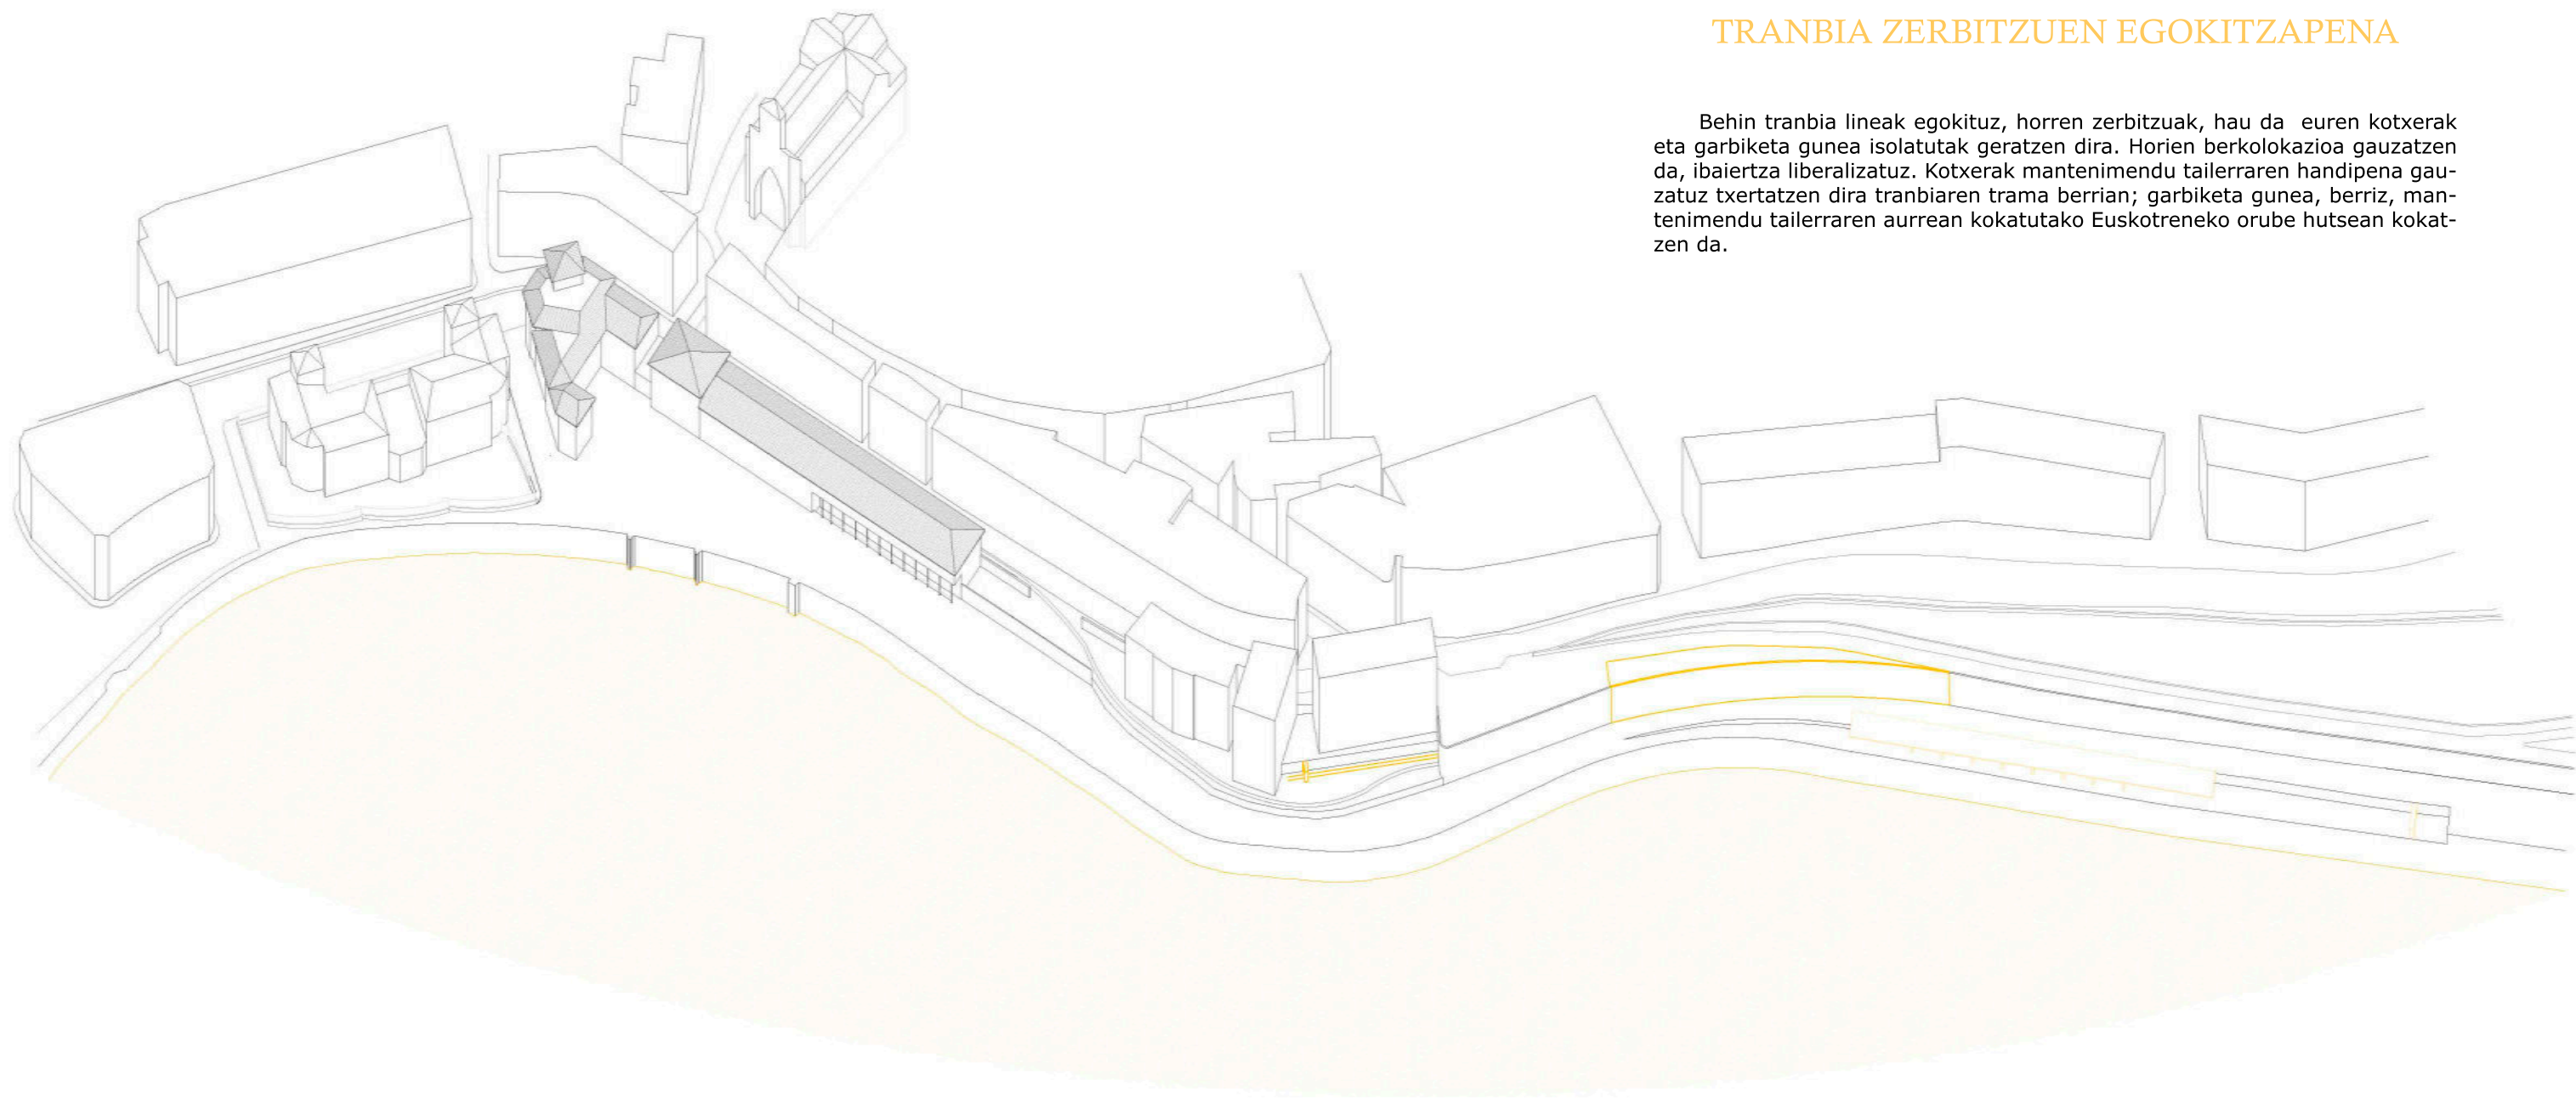 TRANBIA ZERBITZUEN EGOKITZAPENA
Behin tranbia lineak egokituz, horren zerbitzuak, hau da euren kotxerak
eta garbiketa gunea isolatutak geratzen dira. Horien berkolokazioa gauzatzen
da, ibaiertza liberalizatuz. Kotxerak mantenimendu tailerraren handipena gau-
zatuz txertatzen dira tranbiaren trama berrian; garbiketa gunea, berriz, man-
tenimendu tailerraren aurrean kokatutako Euskotreneko orube hutsean kokat-
zen da.